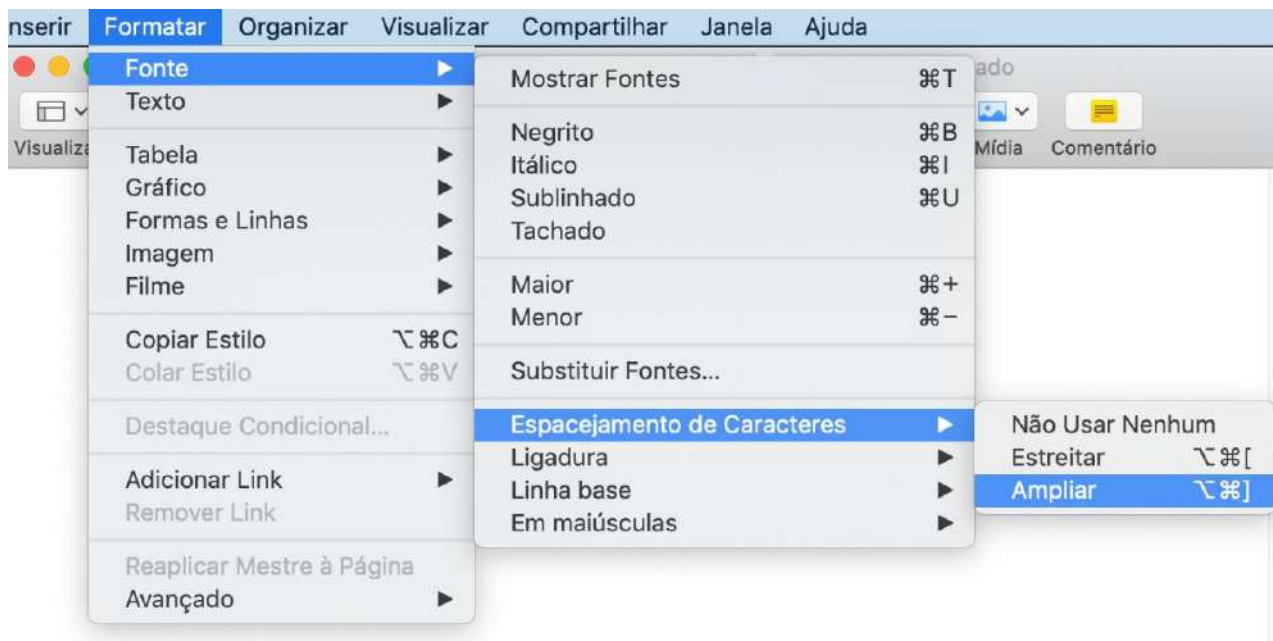 nserir Formatar Organizar Visualizar Compartilhar Janela Ajuda
ado
Mídia Comentário
Fonte
Texto
Tabela
Gráfico
Formas e Linhas
Imagem
Filme
Copiar Estilo ⌥⌘C
Colar Estilo ⌥⌘V
Destaque Condicional...
Adicionar Link
Remover Link
Reaplicar Mestre à Página
Avançado
Mostrar Fontes ⌘T
Negrito ⌘B
Itálico ⌘I
Sublinhado ⌘U
Tachado
Maior ⌘+
Menor ⌘−
Substituir Fontes...
Espacejamento de Caracteres
Ligadura
Linha base
Em maiúsculas
Não Usar Nenhum
Estreitar ⌥⌘[
Ampliar ⌥⌘]